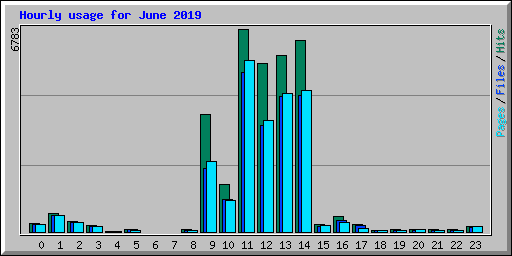 Hourly usage for June 2019
6783
Pages / Files / Hits
0 1 2 3 4 5 6 7 8 9 10 11 12 13 14 15 16 17 18 19 20 21 22 23